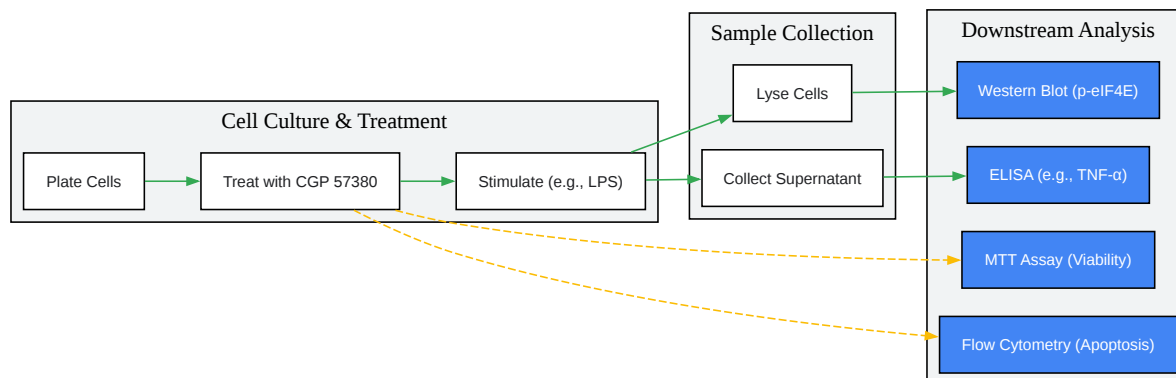 Cell Culture & Treatment
Plate Cells
Treat with CGP 57380
Stimulate (e.g., LPS)
Sample Collection
Lyse Cells
Collect Supernatant
Downstream Analysis
Western Blot (p-eIF4E)
ELISA (e.g., TNF-α)
MTT Assay (Viability)
Flow Cytometry (Apoptosis)